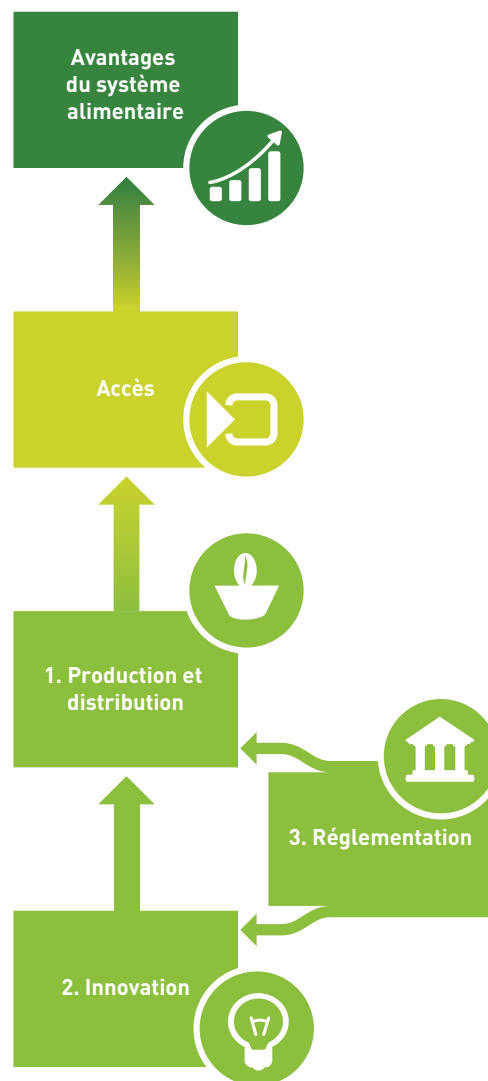 Avantages
du système
alimentaire
Accès
1. Production et
distribution
3. Réglementation
2. Innovation